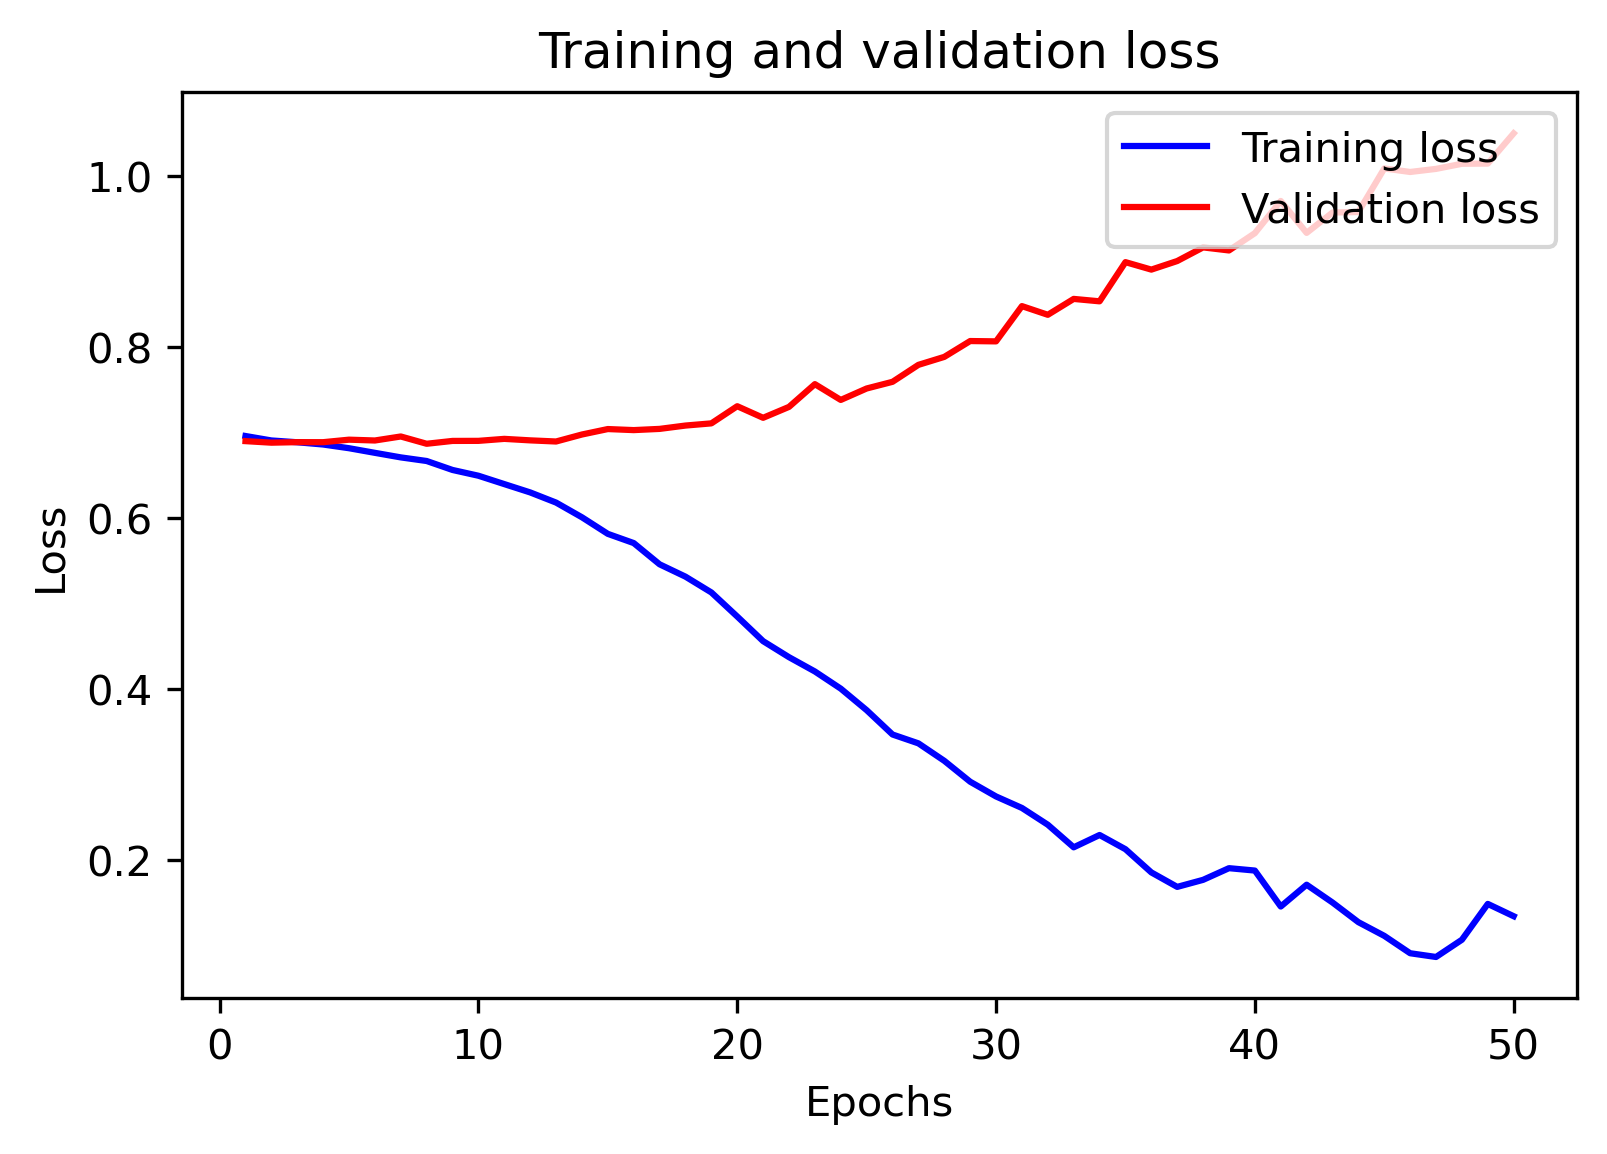 Training and validation loss
Training loss
Validation loss
1.0
0.8
0.6
0.4
0.2
Loss
0 10 20 30 40 50
Epochs